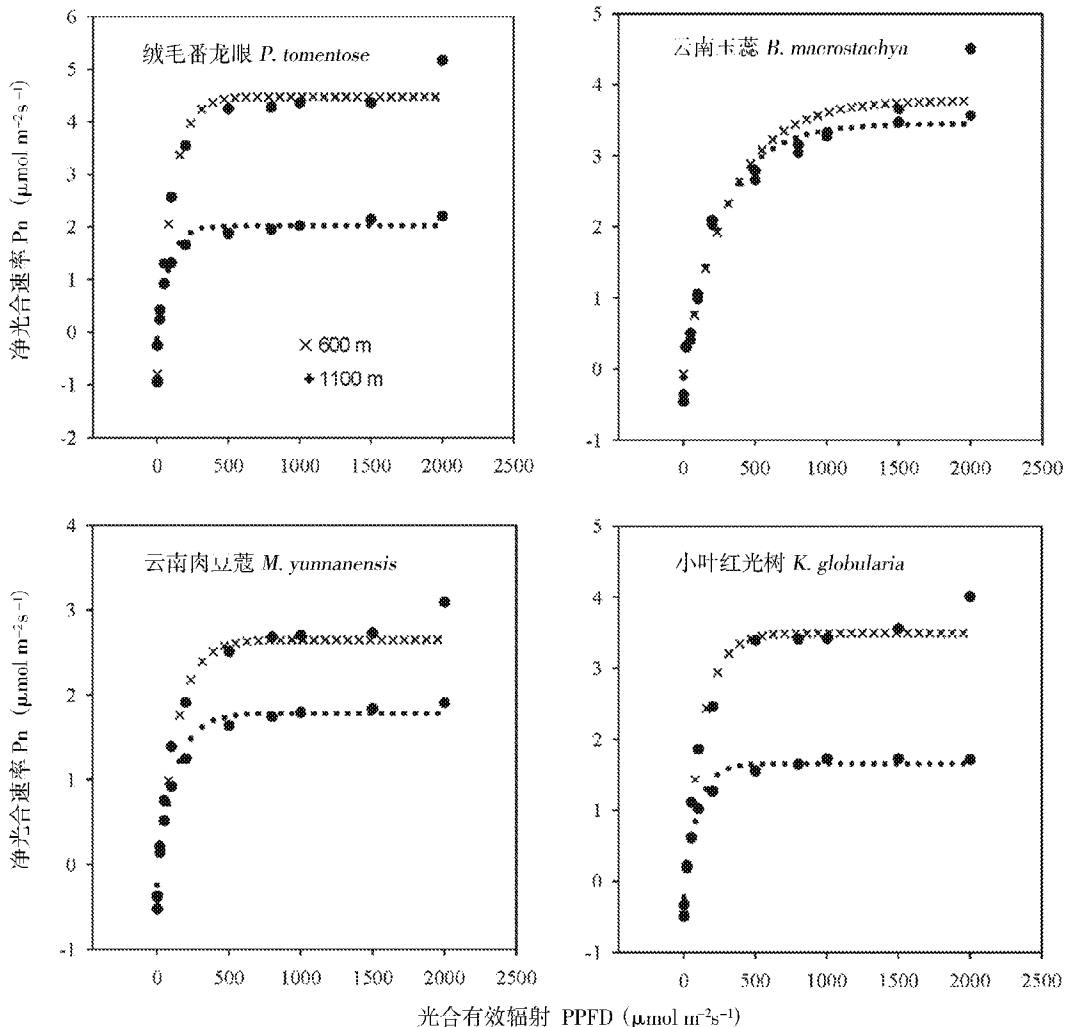 绒毛番龙眼 P. tomentose
云南玉蕊 B. macrostachya
净光合速率 Pn (μmol m⁻²s⁻¹)
6
5
4
3
2
1
0
-1
-2
× 600 m
1100 m
0 500 1000 1500 2000 2500
5
4
3
2
1
0
-1
0 500 1000 1500 2000 2500
云南肉豆蔻 M. yunnanensis
小叶红光树 K. globularia
净光合速率 Pn (μmol m⁻²s⁻¹)
4
3
2
1
0
-1
0 500 1000 1500 2000 2500
5
4
3
2
1
0
-1
0 500 1000 1500 2000 2500
光合有效辐射 PPFD (μmol m⁻²s⁻¹)